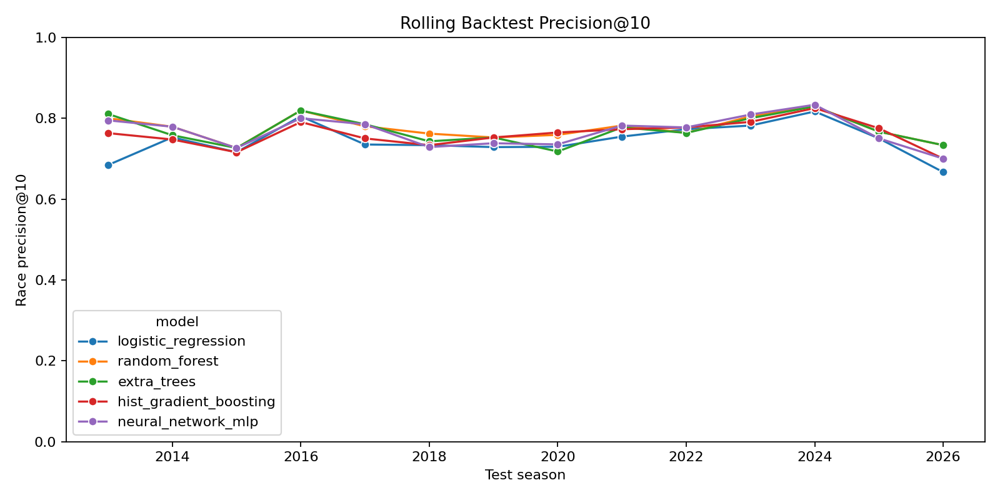 Rolling Backtest Precision@10
Race precision@10
1.0
0.8
0.6
0.4
0.2
0.0
model
logistic_regression
random_forest
extra_trees
hist_gradient_boosting
neural_network_mlp
2014 2016 2018 2020 2022 2024 2026
Test season